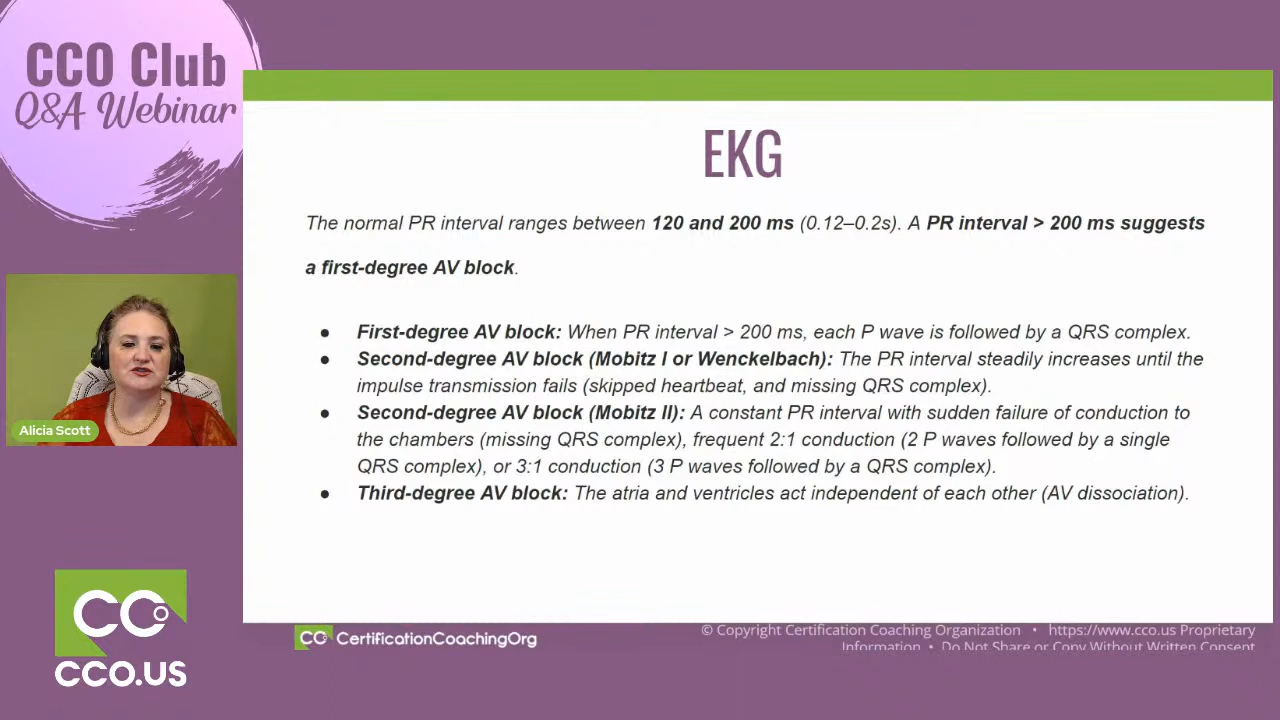 CCO Club
Q&A Webinar
EKG
The normal PR interval ranges between 120 and 200 ms (0.12–0.2s). A PR interval > 200 ms suggests
a first-degree AV block.
● First-degree AV block: When PR interval > 200 ms, each P wave is followed by a QRS complex.
● Second-degree AV block (Mobitz I or Wenckelbach): The PR interval steadily increases until the
impulse transmission fails (skipped heartbeat, and missing QRS complex).
● Second-degree AV block (Mobitz II): A constant PR interval with sudden failure of conduction to
the chambers (missing QRS complex), frequent 2:1 conduction (2 P waves followed by a single
QRS complex), or 3:1 conduction (3 P waves followed by a QRS complex).
● Third-degree AV block: The atria and ventricles act independent of each other (AV dissociation).
Alicia Scott
CCO
CCO.US
CCO CertificationCoachingOrg
© Copyright Certification Coaching Organization • https://www.cco.us Proprietary
Information • Do Not Share or Copy Without Written Consent